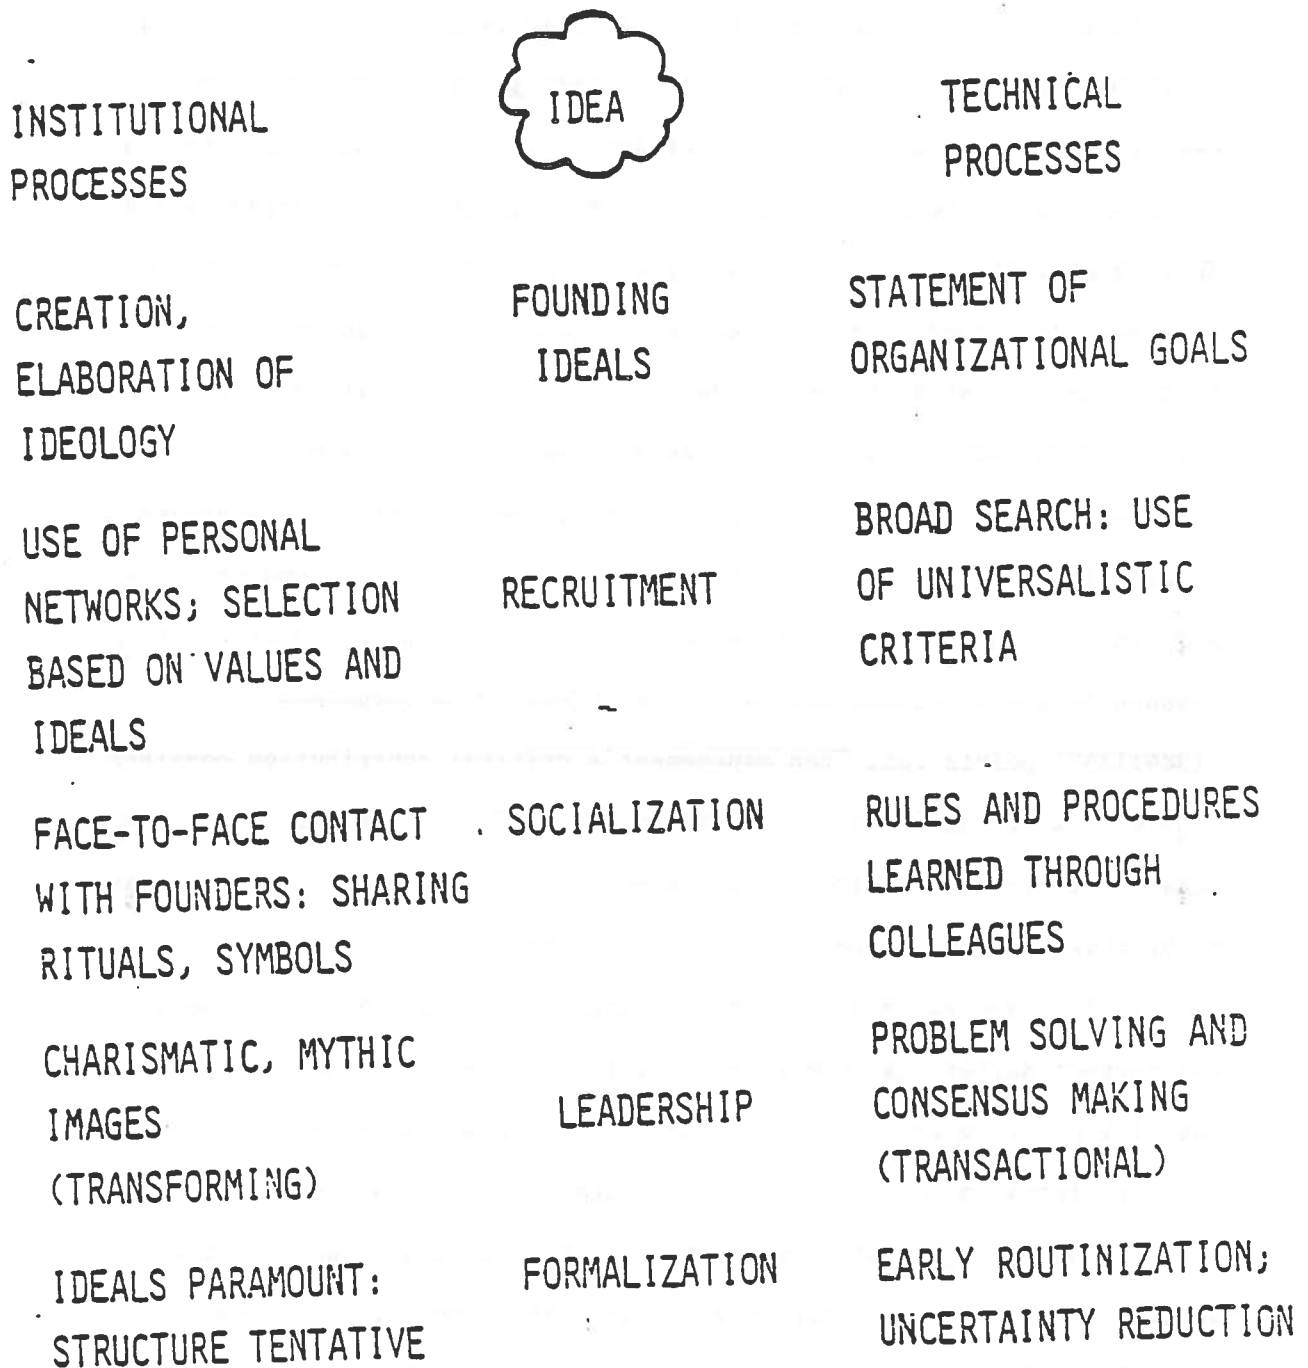 INSTITUTIONAL
PROCESSES
IDEA
TECHNICAL
PROCESSES
CREATION,
ELABORATION OF
IDEOLOGY
FOUNDING
IDEALS
STATEMENT OF
ORGANIZATIONAL GOALS
USE OF PERSONAL
NETWORKS; SELECTION
BASED ON VALUES AND
IDEALS
RECRUITMENT
BROAD SEARCH: USE
OF UNIVERSALISTIC
CRITERIA
FACE-TO-FACE CONTACT
WITH FOUNDERS: SHARING
RITUALS, SYMBOLS
SOCIALIZATION
RULES AND PROCEDURES
LEARNED THROUGH
COLLEAGUES
CHARISMATIC, MYTHIC
IMAGES
(TRANSFORMING)
LEADERSHIP
PROBLEM SOLVING AND
CONSENSUS MAKING
(TRANSACTIONAL)
IDEALS PARAMOUNT:
STRUCTURE TENTATIVE
FORMALIZATION
EARLY ROUTINIZATION;
UNCERTAINTY REDUCTION